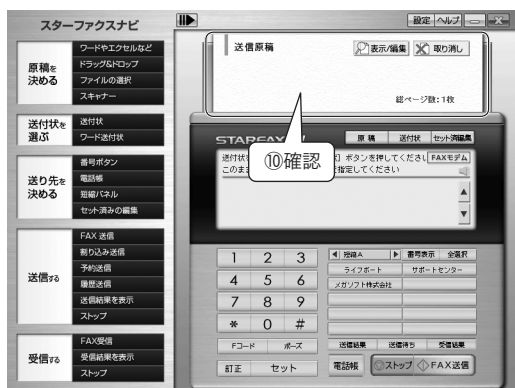 スターファクスナビ
設定 ヘルプ
原稿を決める
ワードやエクセルなど
ドラッグ&ドロップ
ファイルの選択
スキャナー
送付状を選ぶ
送付状
ワード送付状
送り先を決める
番号ボタン
電話帳
短縮パネル
セット済みの編集
送信する
FAX 送信
割り込み送信
予約送信
履歴送信
送信結果を表示
ストップ
受信する
FAX受信
受信結果を表示
ストップ
送信原稿
表示/編集 取り消し
総ページ数:1枚
⑩確認
原 稿 送付状 セット済編集
送付状 ボタンを押してください FAXモデム
このまま 指定してください
1 2 3
4 5 6
7 8 9
* 0 #
Fコード ポーズ
訂正 セット
短縮A 番号表示 全選択
ライフボート サポートセンター
メガソフト株式会社
送信結果 送信待ち 受信結果
電話帳 ストップ FAX送信